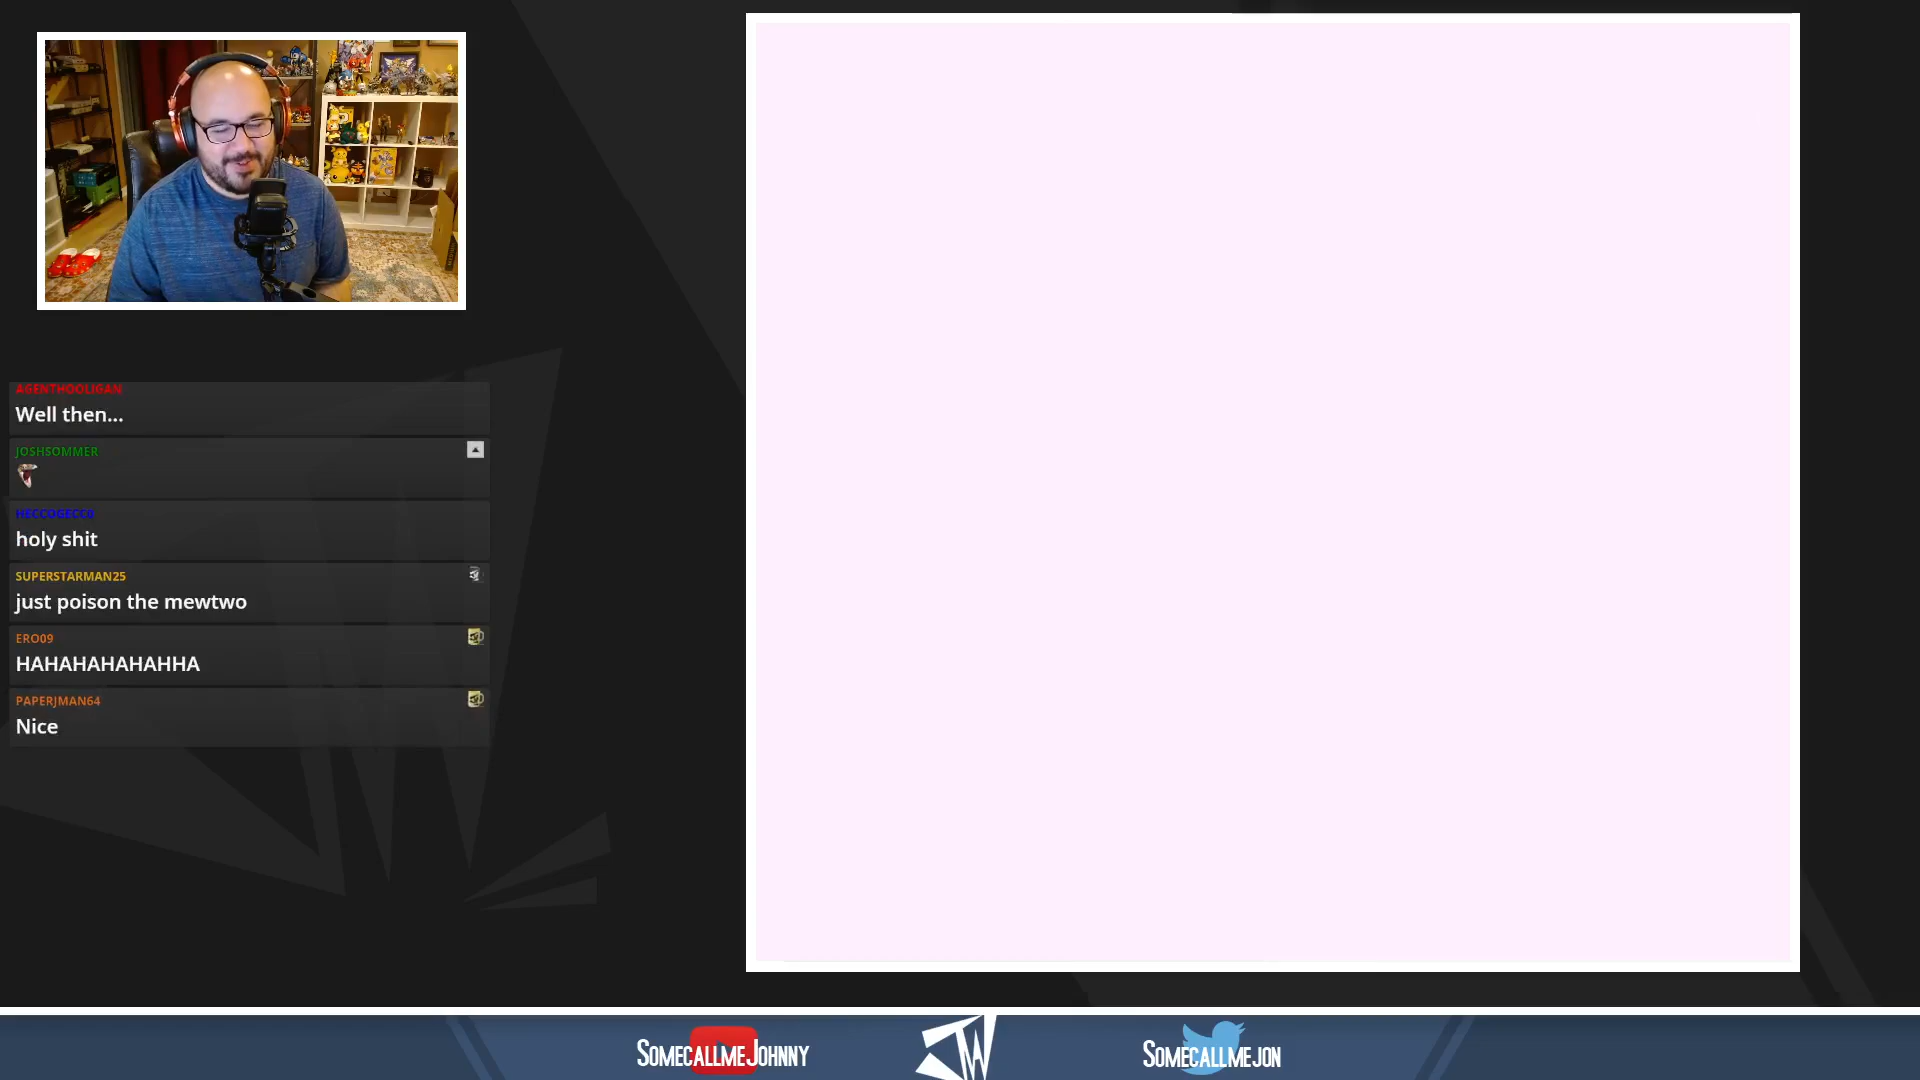 AGENTHOOLIGAN
Well then...
JOSHSOMMER
HECCOGECCO
holy shit
SUPERSTARMAN25
just poison the mewtwo
ERO09
HAHAHAHAHAHHA
PAPERJMAN64
Nice
SOMECALLMEJOHNNY
SOMECALLMEJON